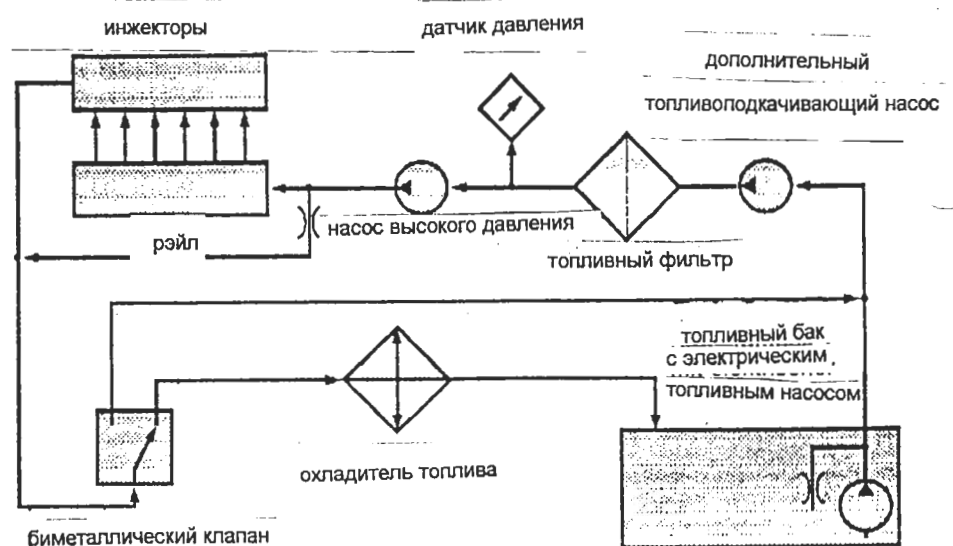 инжекторы
датчик давления
дополнительный
топливоподкачивающий насос
насос высокого давления
рэйл
топливный фильтр
топливный бак
с электрическим,
топливным насосом
охладитель топлива
биметаллический клапан